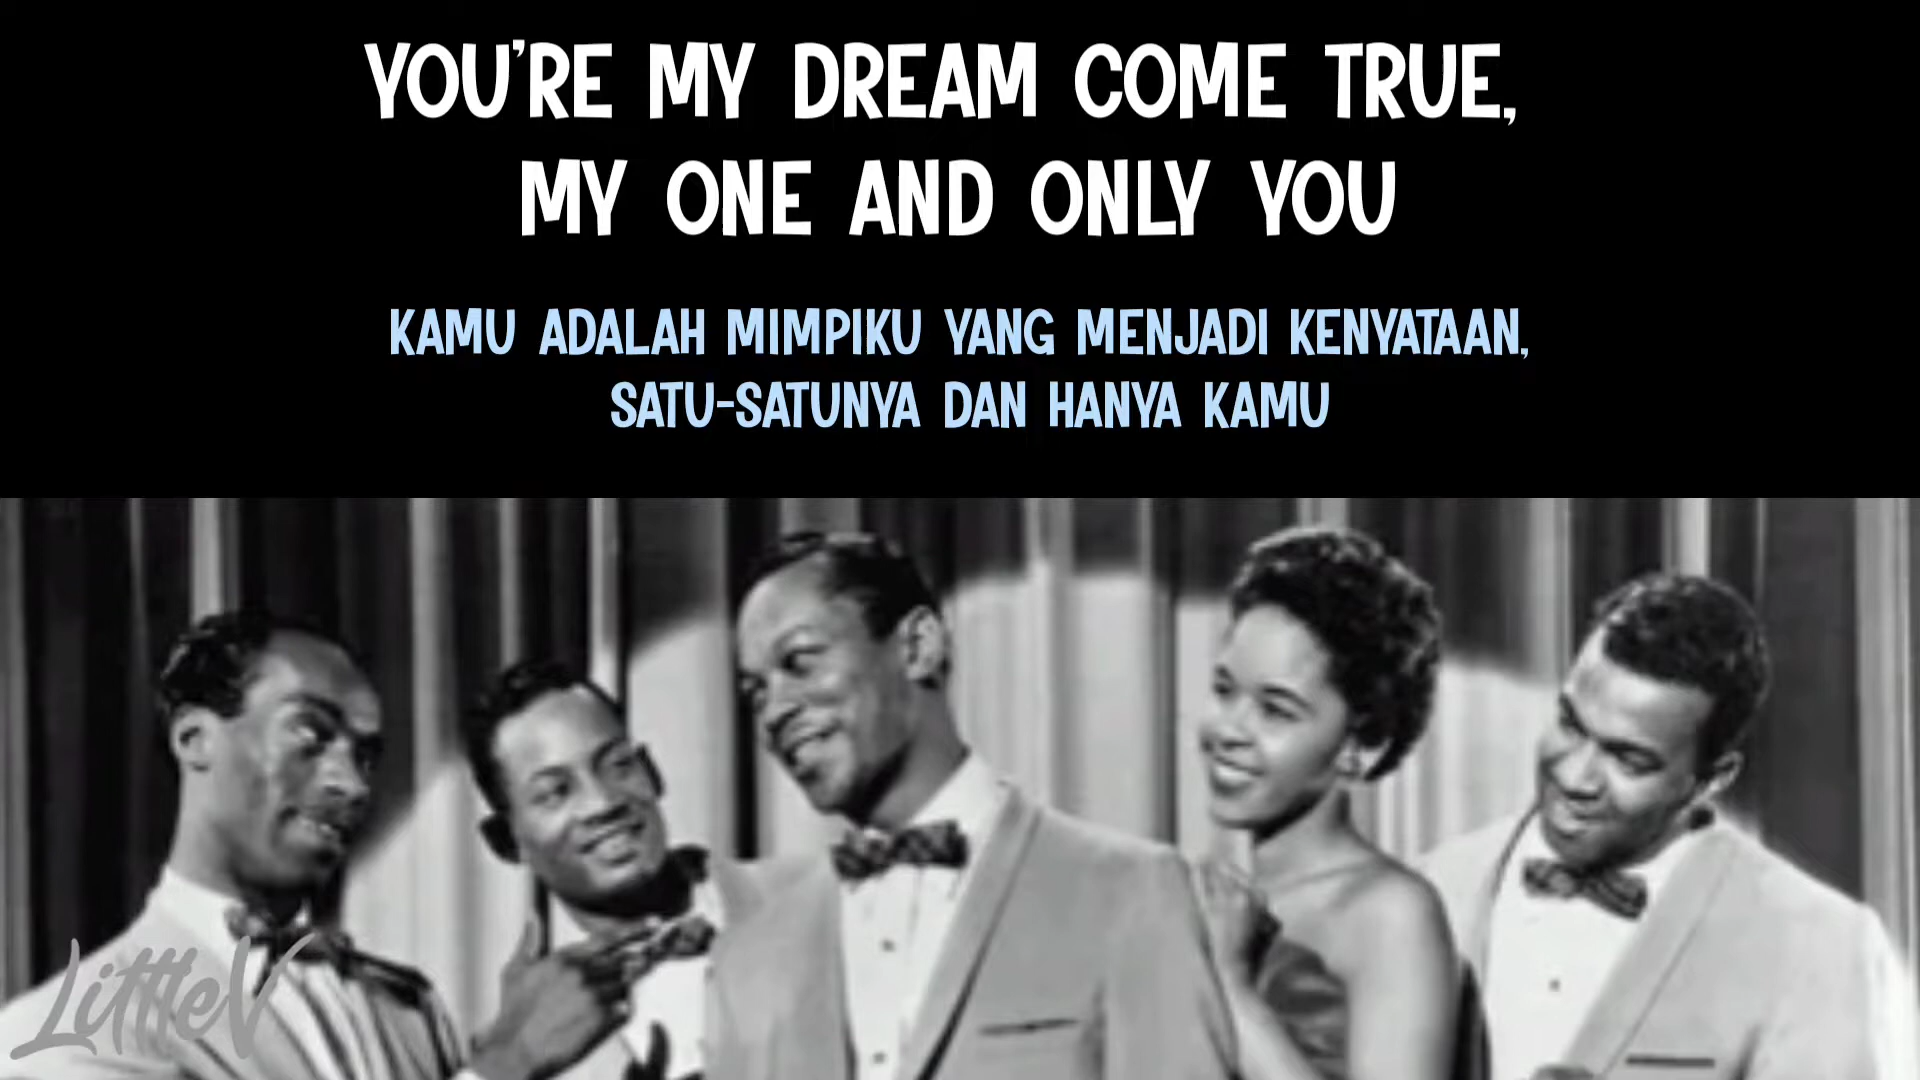 YOU'RE MY DREAM COME TRUE,
MY ONE AND ONLY YOU
KAMU ADALAH MIMPIKU YANG MENJADI KENYATAAN,
SATU-SATUNYA DAN HANYA KAMU
LittleV